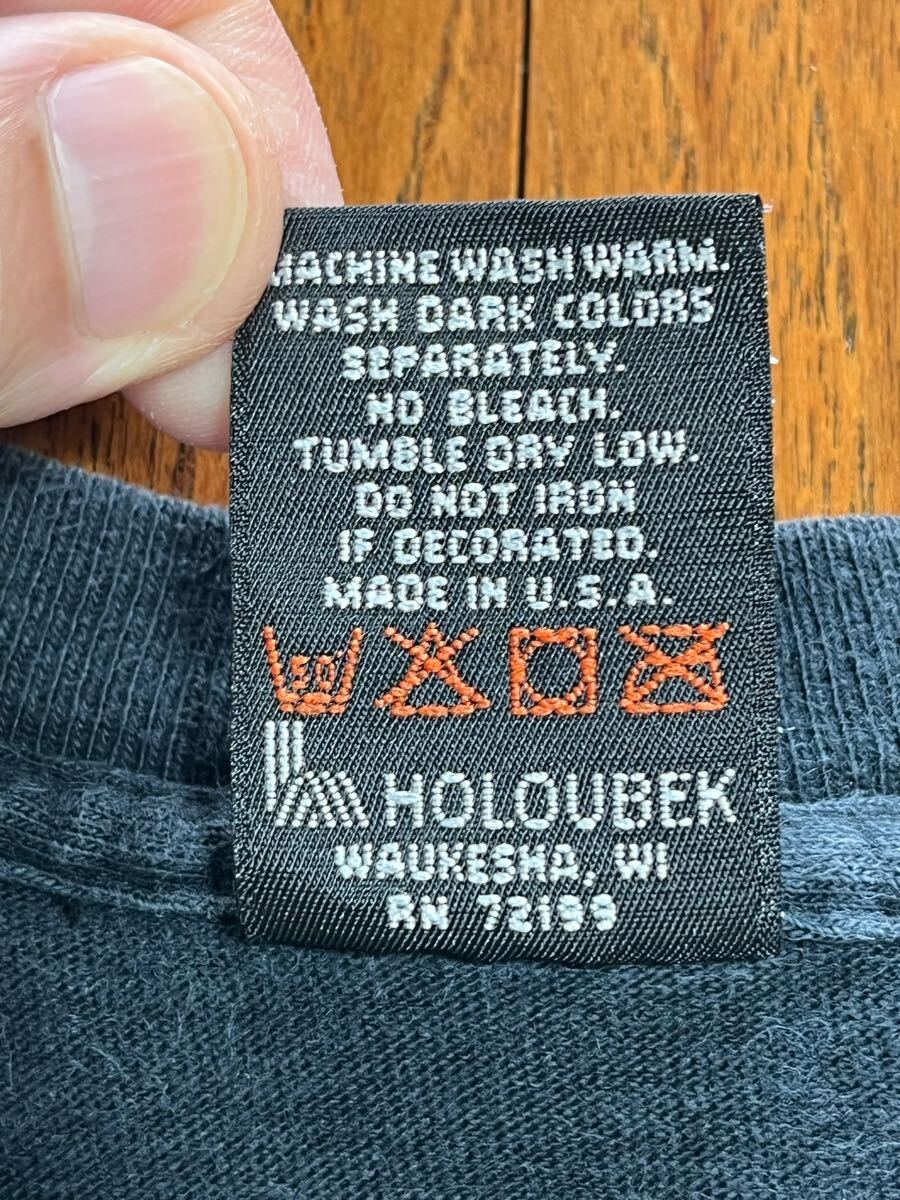 MACHINE WASH WARM.
WASH DARK COLORS
SEPARATELY.
NO BLEACH.
TUMBLE DRY LOW.
DO NOT IRON
IF DECORATED.
MADE IN U.S.A.
50
HOLOUBEK
WAUKESHA, WI
RN 72199